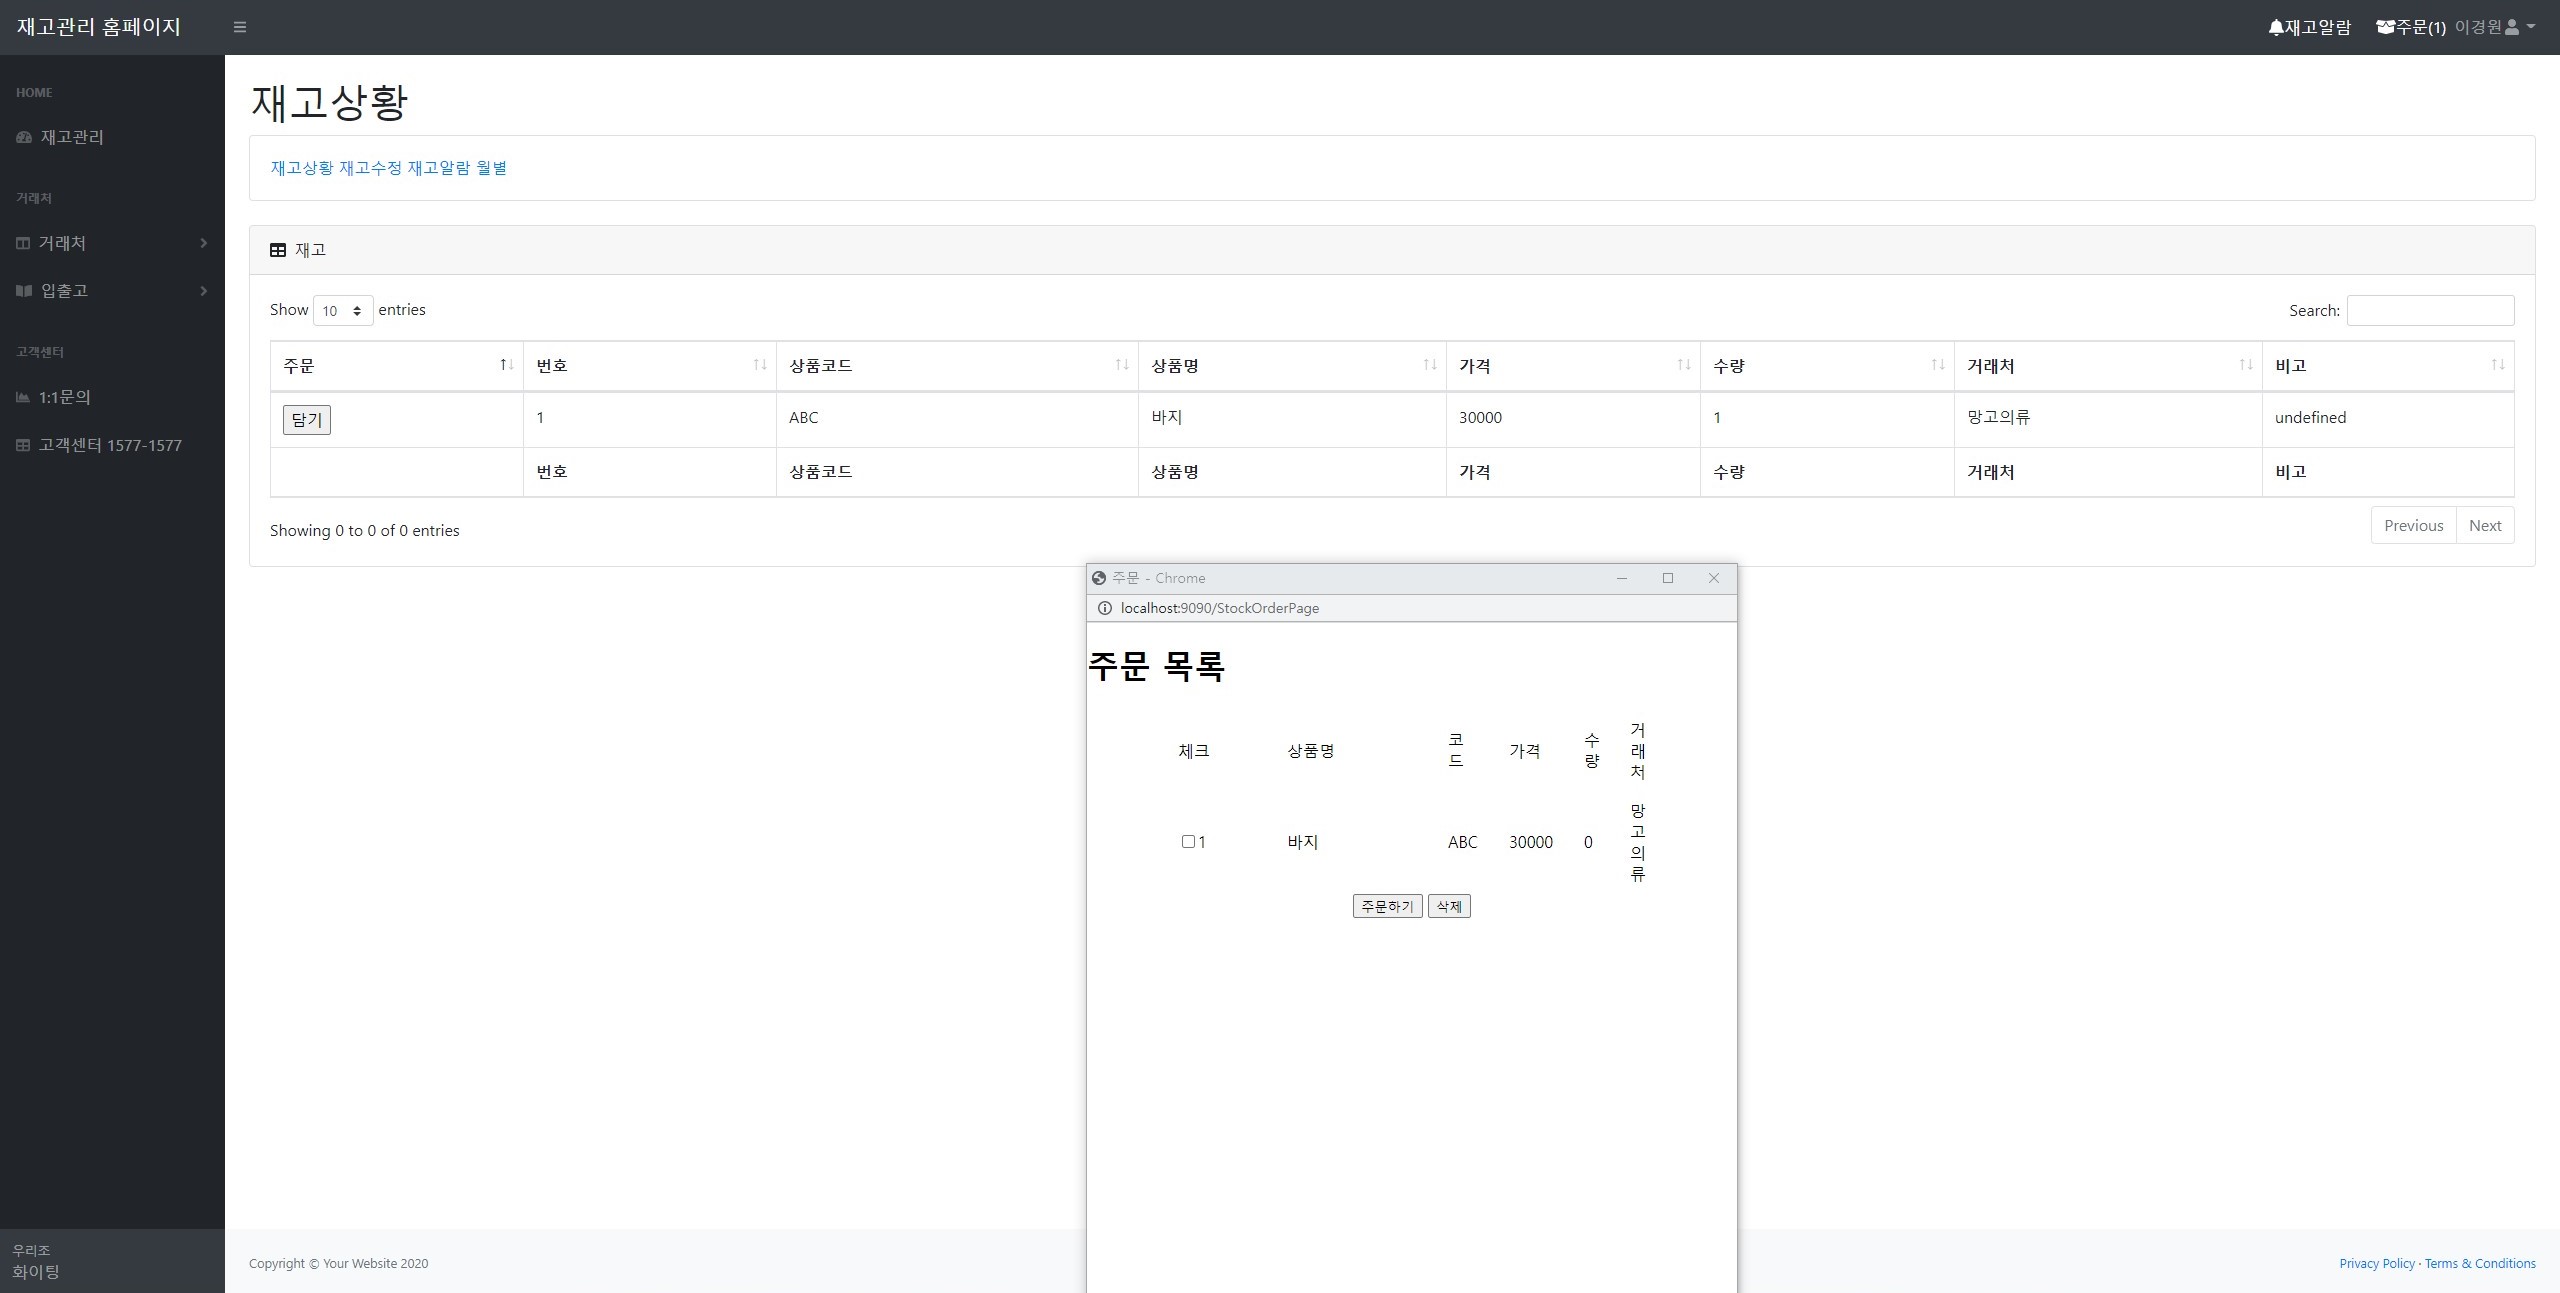 재고관리 홈페이지
재고알람 주문(1) 이경원
HOME
재고관리
거래처
거래처
입출고
고객센터
1:1문의
고객센터 1577-1577
우리조
화이팅
재고상황
재고상황 재고수정 재고알람 월별
재고
Show 10 entries
Search:
주문 번호 상품코드 상품명 가격 수량 거래처 비고
담기 1 ABC 바지 30000 1 망고의류 undefined
번호 상품코드 상품명 가격 수량 거래처 비고
Showing 0 to 0 of 0 entries
Previous Next
주문 - Chrome
localhost:9090/StockOrderPage
주문 목록
체크 상품명 코드 가격 수량 거래처
1 바지 ABC 30000 0 망고의류
주문하기 삭제
Copyright © Your Website 2020
Privacy Policy · Terms & Conditions